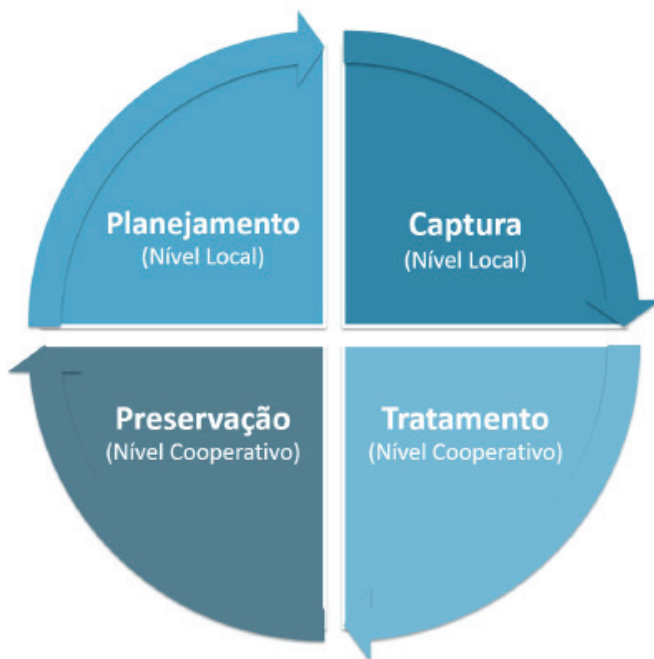 Planejamento
(Nível Local)
Captura
(Nível Local)
Preservação
(Nível Cooperativo)
Tratamento
(Nível Cooperativo)